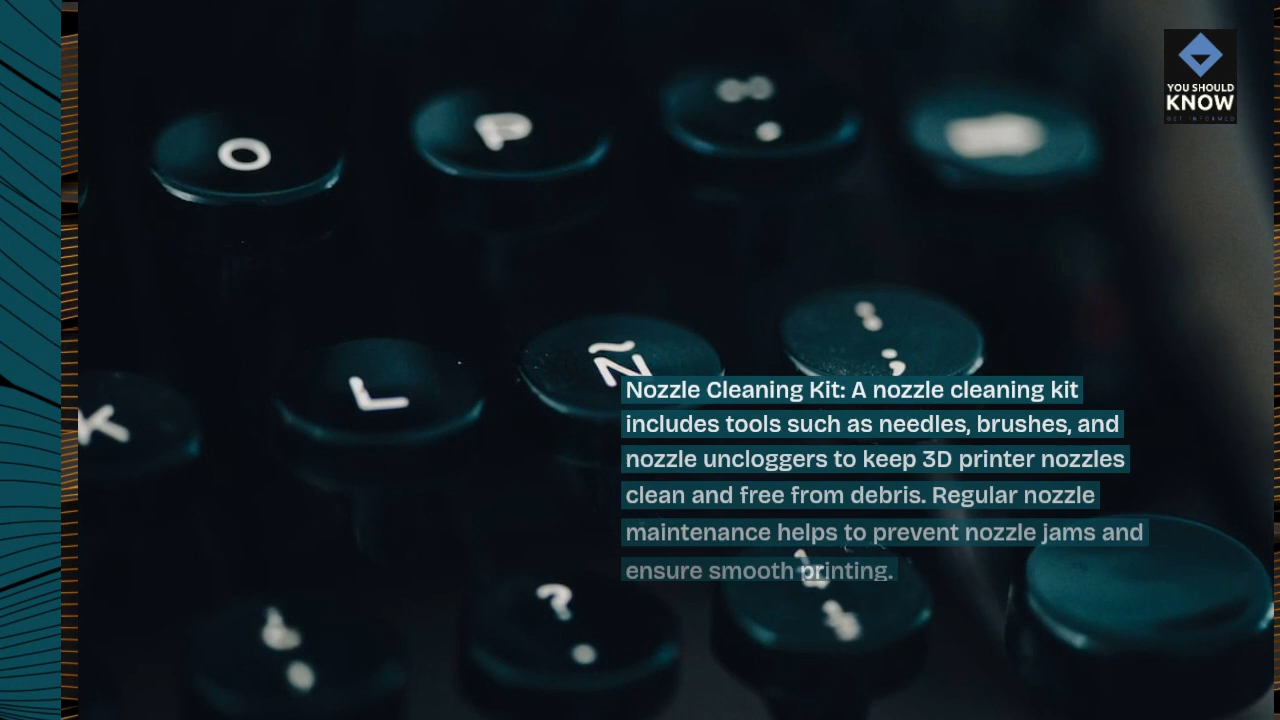 YOU SHOULD
KNOW
GET INFORMED
O
P
L
Ñ
K
Nozzle Cleaning Kit: A nozzle cleaning kit
includes tools such as needles, brushes, and
nozzle uncloggers to keep 3D printer nozzles
clean and free from debris. Regular nozzle
maintenance helps to prevent nozzle jams and
ensure smooth printing.
?